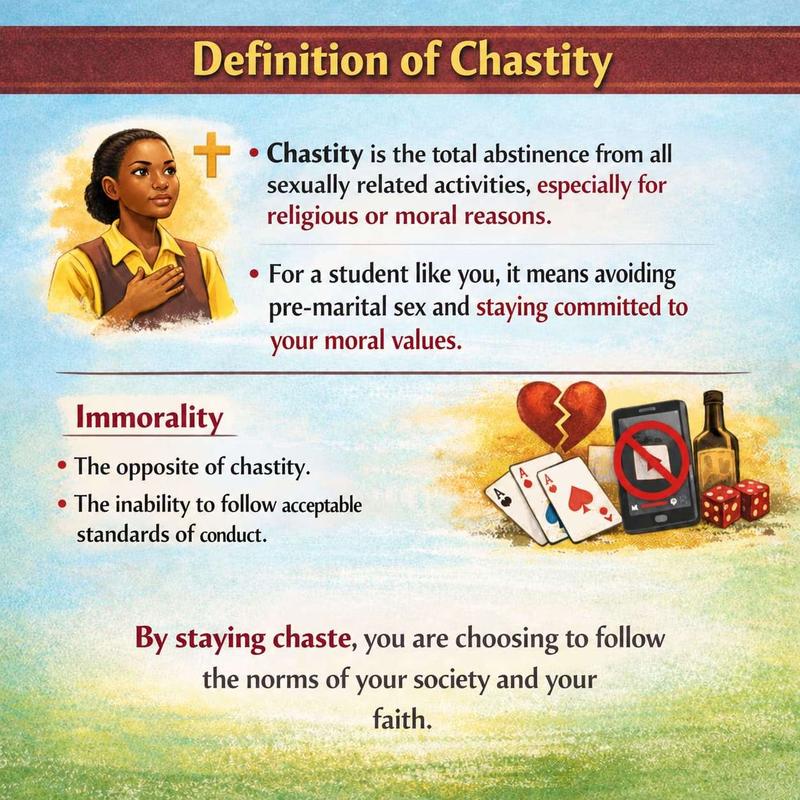 Definition of Chastity
• Chastity is the total abstinence from all
sexually related activities, especially for
religious or moral reasons.
• For a student like you, it means avoiding
pre-marital sex and staying committed to
your moral values.
Immorality
• The opposite of chastity.
• The inability to follow acceptable
standards of conduct.
A
A
A
By staying chaste, you are choosing to follow
the norms of your society and your
faith.